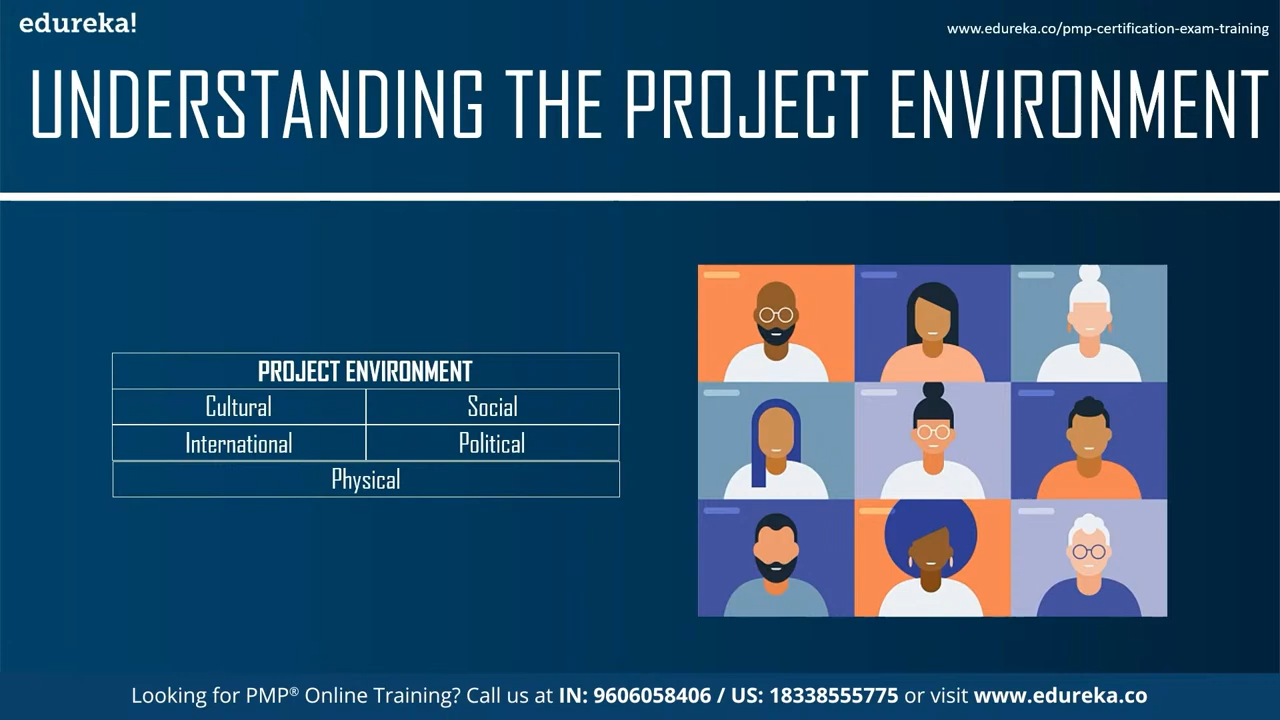 edureka!
www.edureka.co/pmp-certification-exam-training
UNDERSTANDING THE PROJECT ENVIRONMENT
PROJECT ENVIRONMENT
Cultural Social
International Political
Physical
Looking for PMP® Online Training? Call us at IN: 9606058406 / US: 18338555775 or visit www.edureka.co